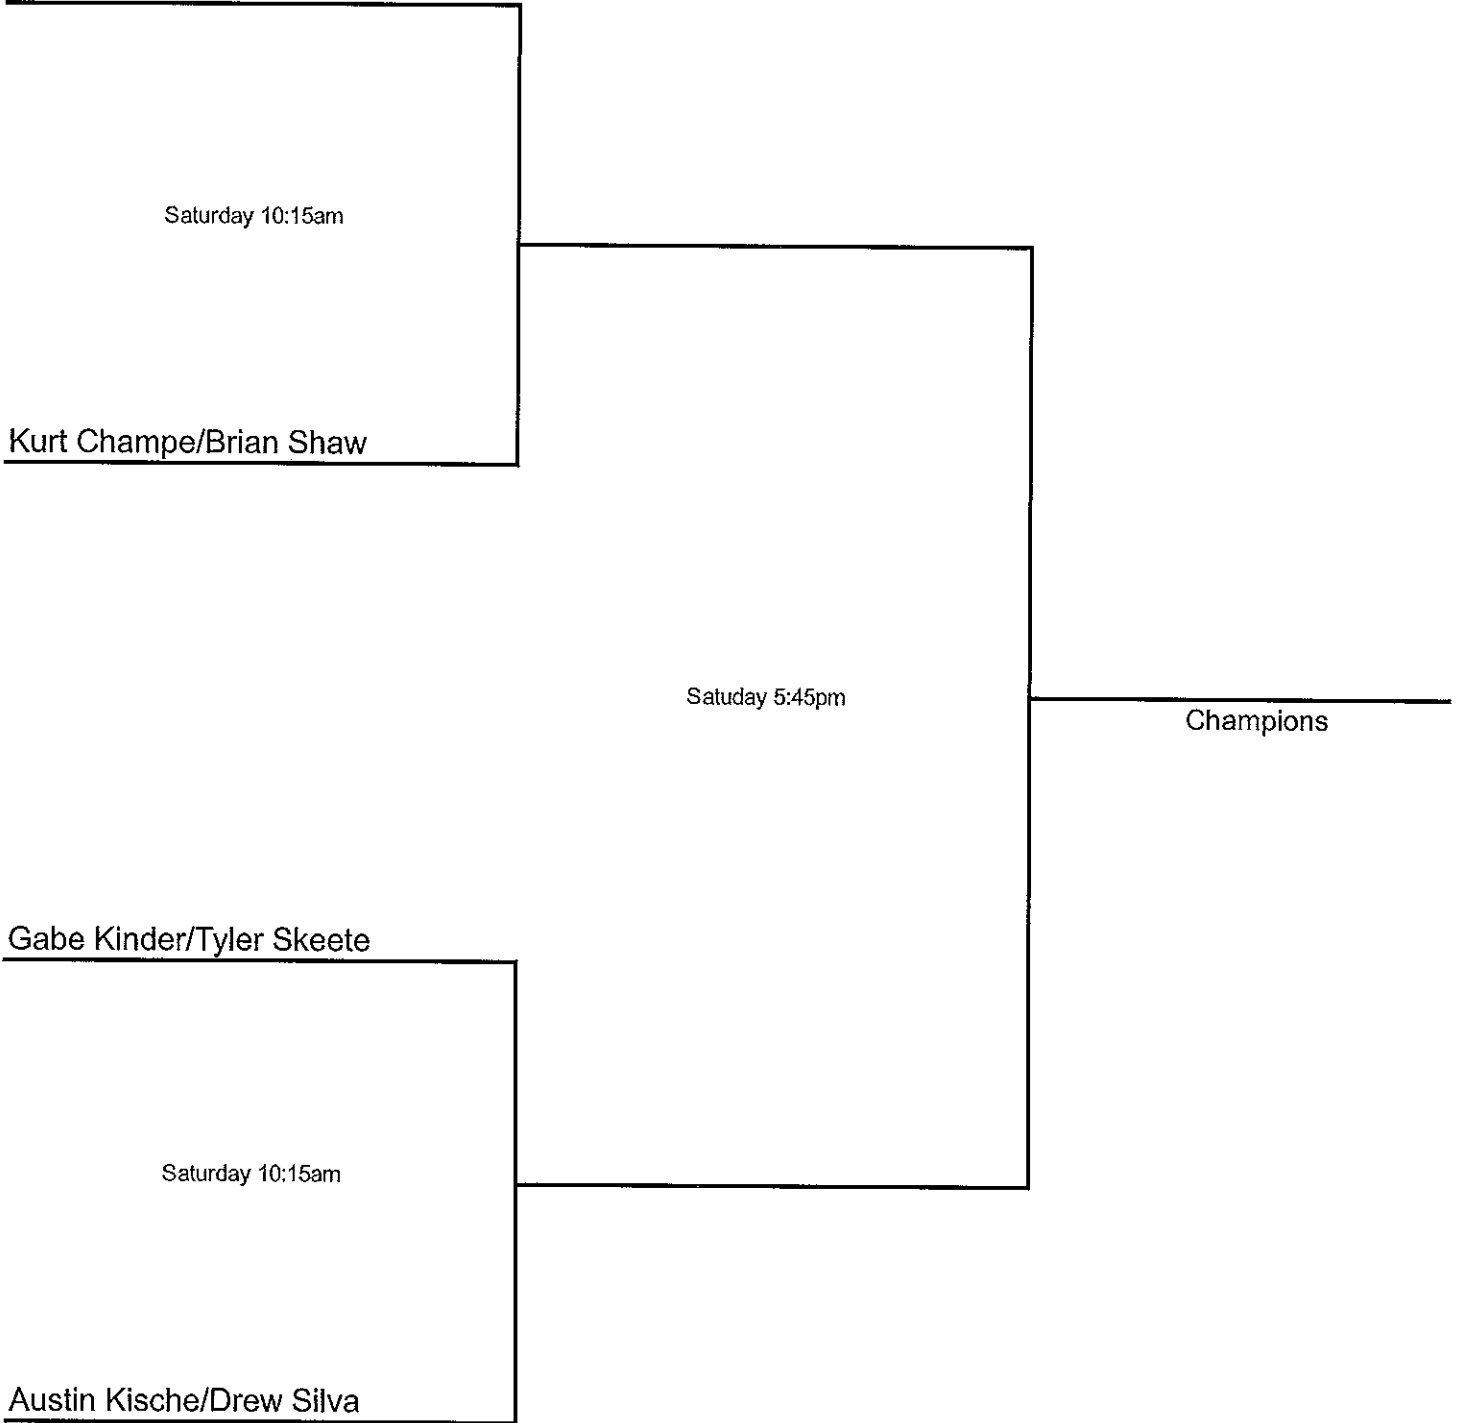 Saturday 10:15am
Kurt Champe/Brian Shaw
Satuday 5:45pm
Champions
Gabe Kinder/Tyler Skeete
Saturday 10:15am
Austin Kische/Drew Silva